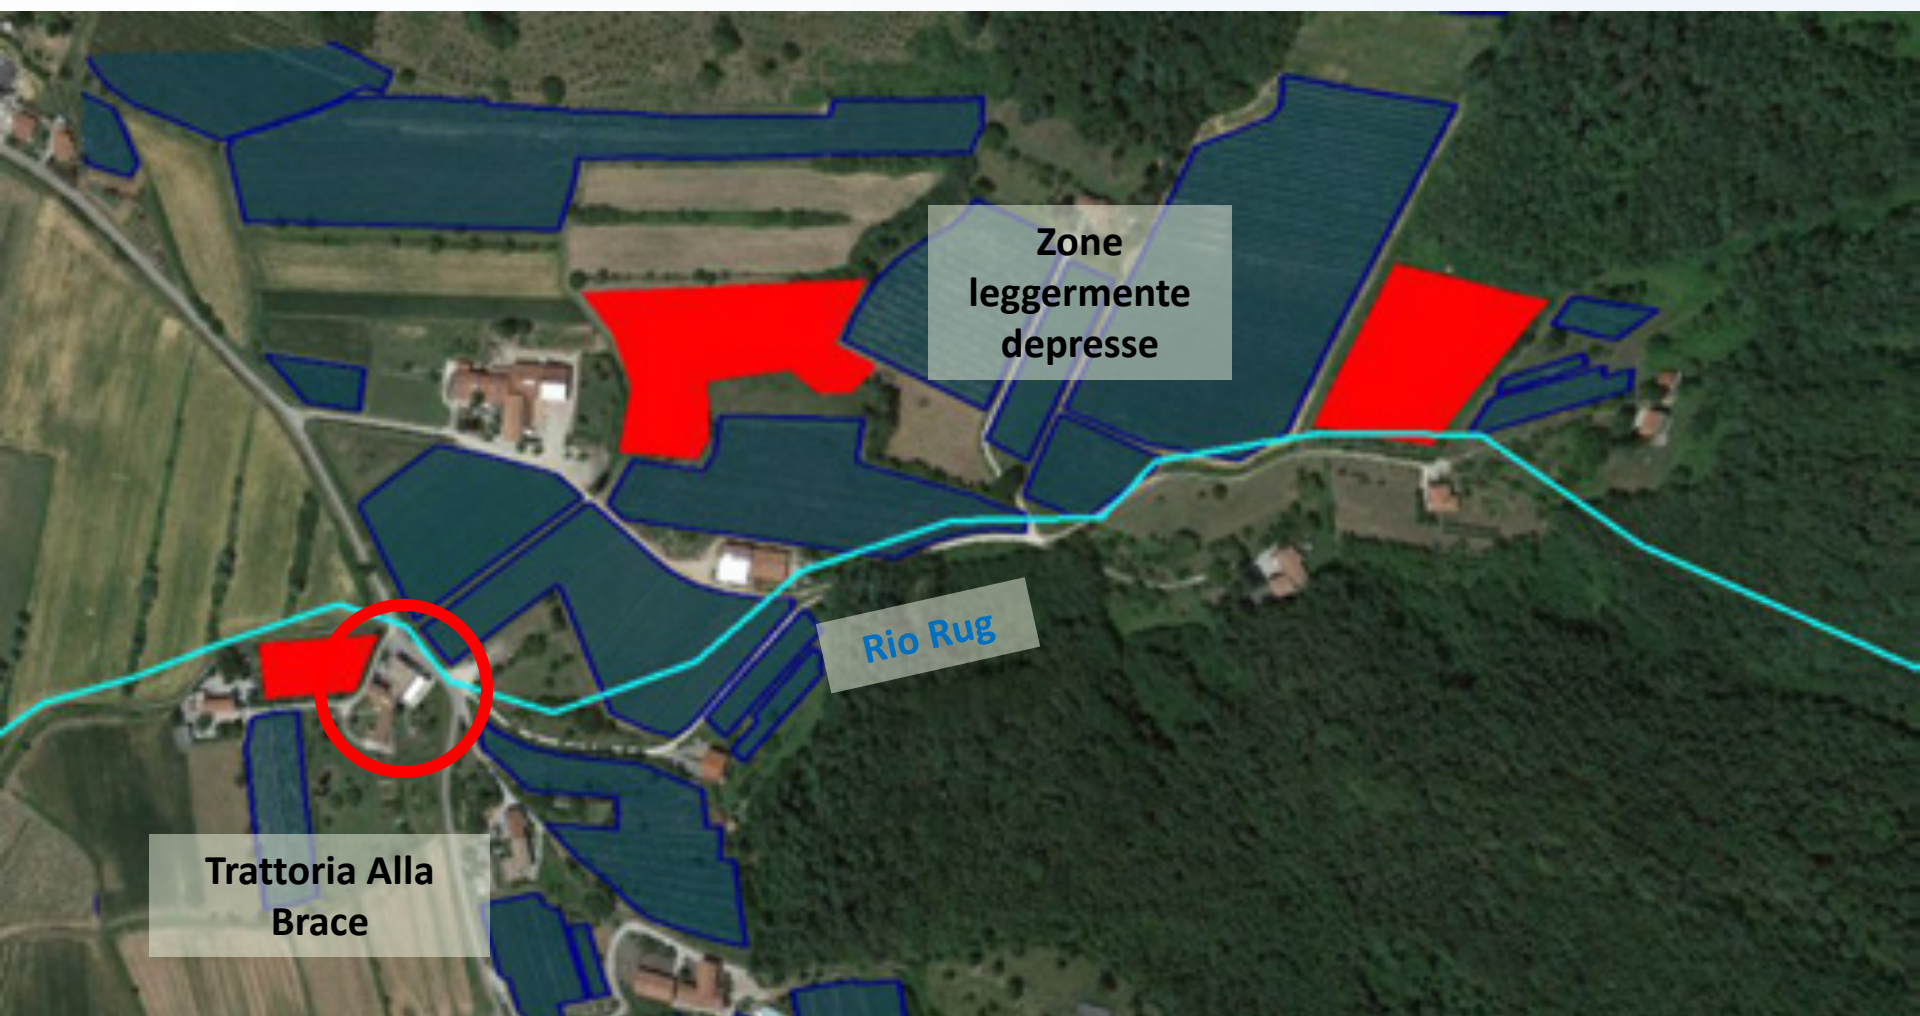 Zone
leggermente
depresse
Rio Rug
Trattoria Alla
Brace